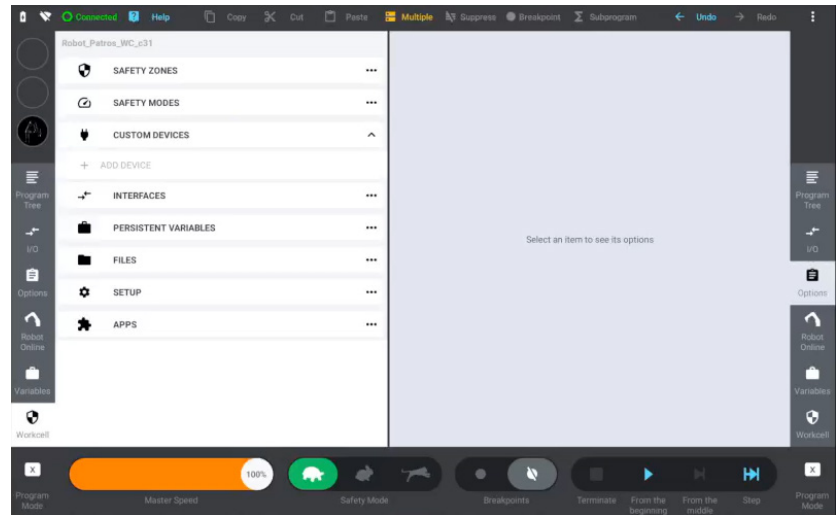 Connected Help Copy Cut Paste Multiple Suppress Breakpoint Subprogram Undo Redo
Robot_Patros_WC_c31
SAFETY ZONES
SAFETY MODES
CUSTOM DEVICES
+ ADD DEVICE
INTERFACES
PERSISTENT VARIABLES
FILES
SETUP
APPS
Select an item to see its options
Program
Tree
I/O
Options
Robot
Online
Variables
Workcell
Program
Tree
I/O
Options
Robot
Online
Variables
Workcell
X
Program
Mode
100%
Master Speed
Safety Mode
Breakpoints
Terminate
From the
beginning
From the
middle
Step
X
Program
Mode